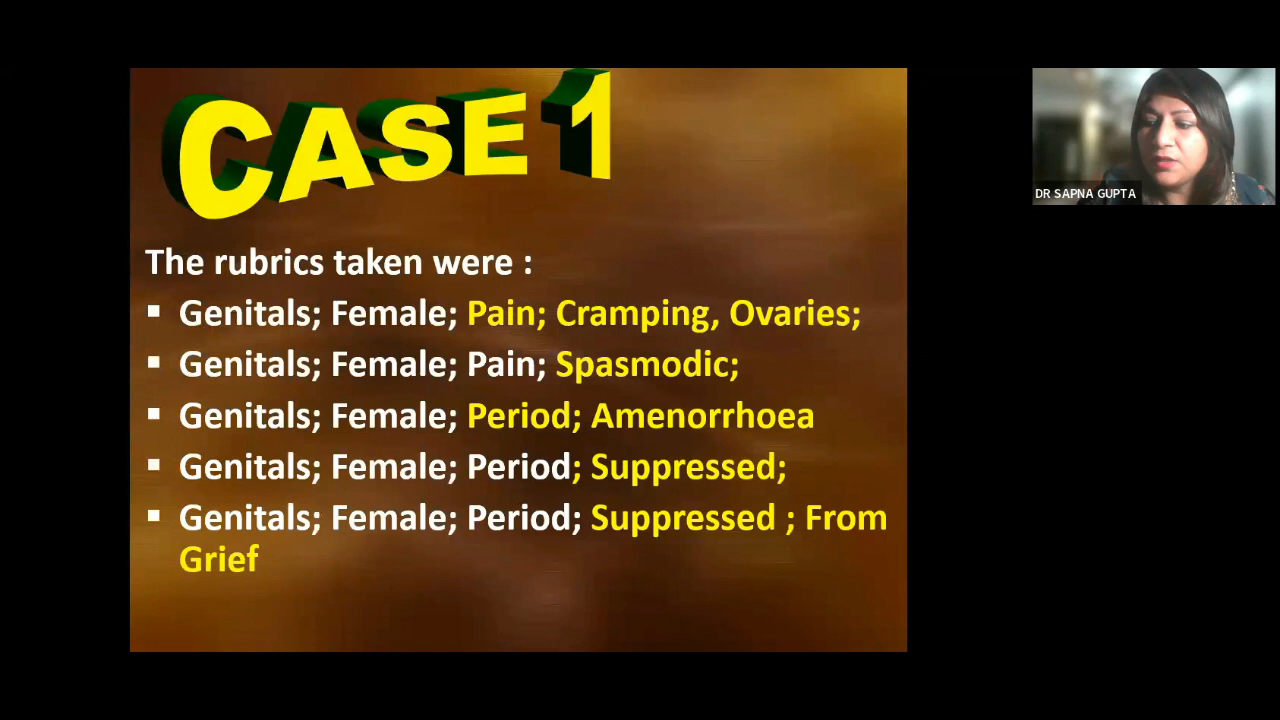 CASE 1
DR SAPNA GUPTA
The rubrics taken were :
▪ Genitals; Female; Pain; Cramping, Ovaries;
▪ Genitals; Female; Pain; Spasmodic;
▪ Genitals; Female; Period; Amenorrhoea
▪ Genitals; Female; Period; Suppressed;
▪ Genitals; Female; Period; Suppressed ; From
Grief